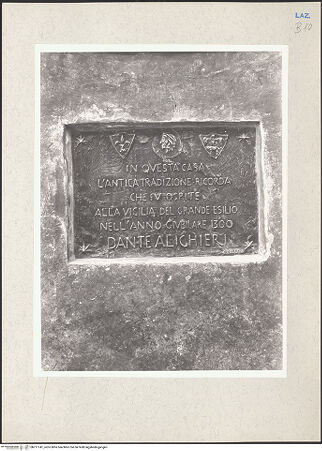 LAZ.
B 10
IN QVESTA CASA
L'ANTICA TRADIZIONE RICORDA
CHE FV OSPITE
ALLA VIGILIA DEL GRANDE ESILIO
NELL'ANNO GIVBILARE 1300
DANTE ALIGHIERI